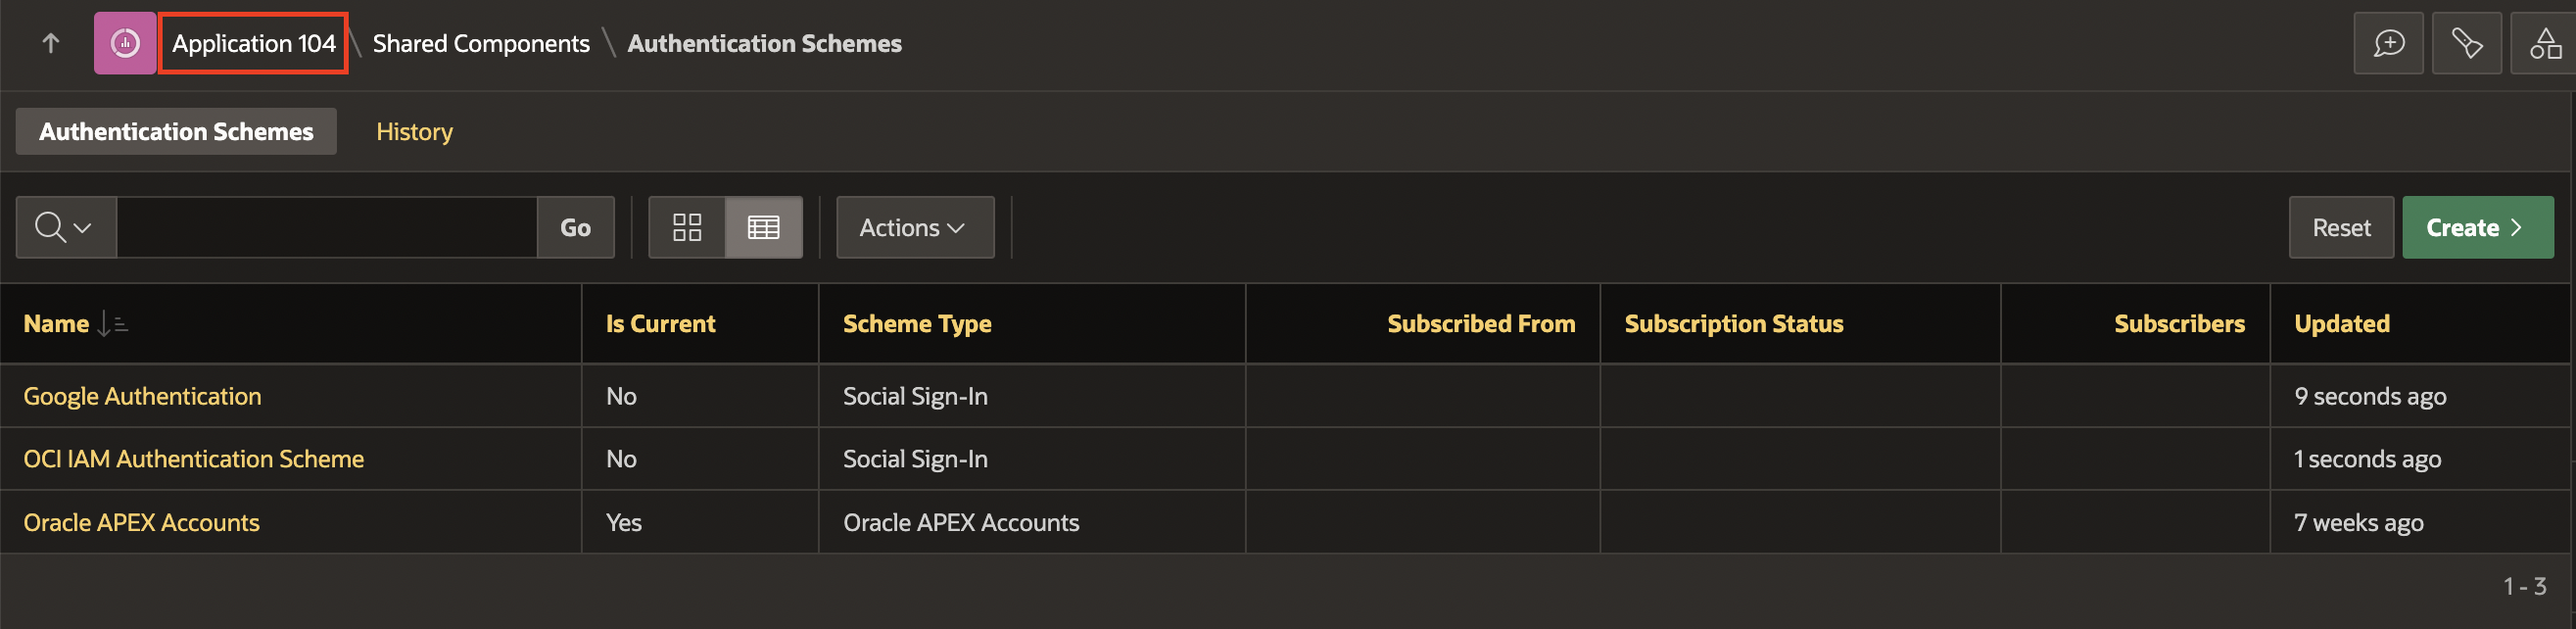 Application 104 \ Shared Components \ Authentication Schemes
Authentication Schemes History
Go Actions Reset Create
Name Is Current Scheme Type Subscribed From Subscription Status Subscribers Updated
Google Authentication No Social Sign-In 9 seconds ago
OCI IAM Authentication Scheme No Social Sign-In 1 seconds ago
Oracle APEX Accounts Yes Oracle APEX Accounts 7 weeks ago
1 - 3